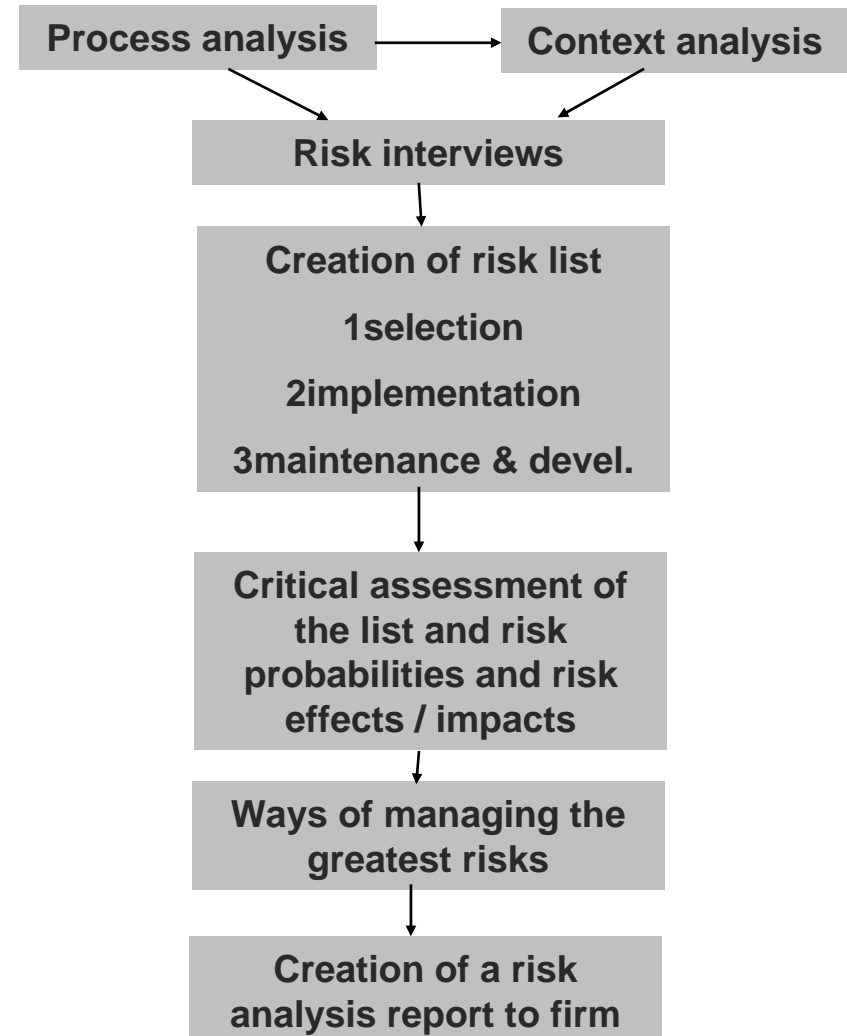 Process analysis
Context analysis
Risk interviews
Creation of risk list
1selection
2implementation
3maintenance & devel.
Critical assessment of
the list and risk
probabilities and risk
effects / impacts
Ways of managing the
greatest risks
Creation of a risk
analysis report to firm